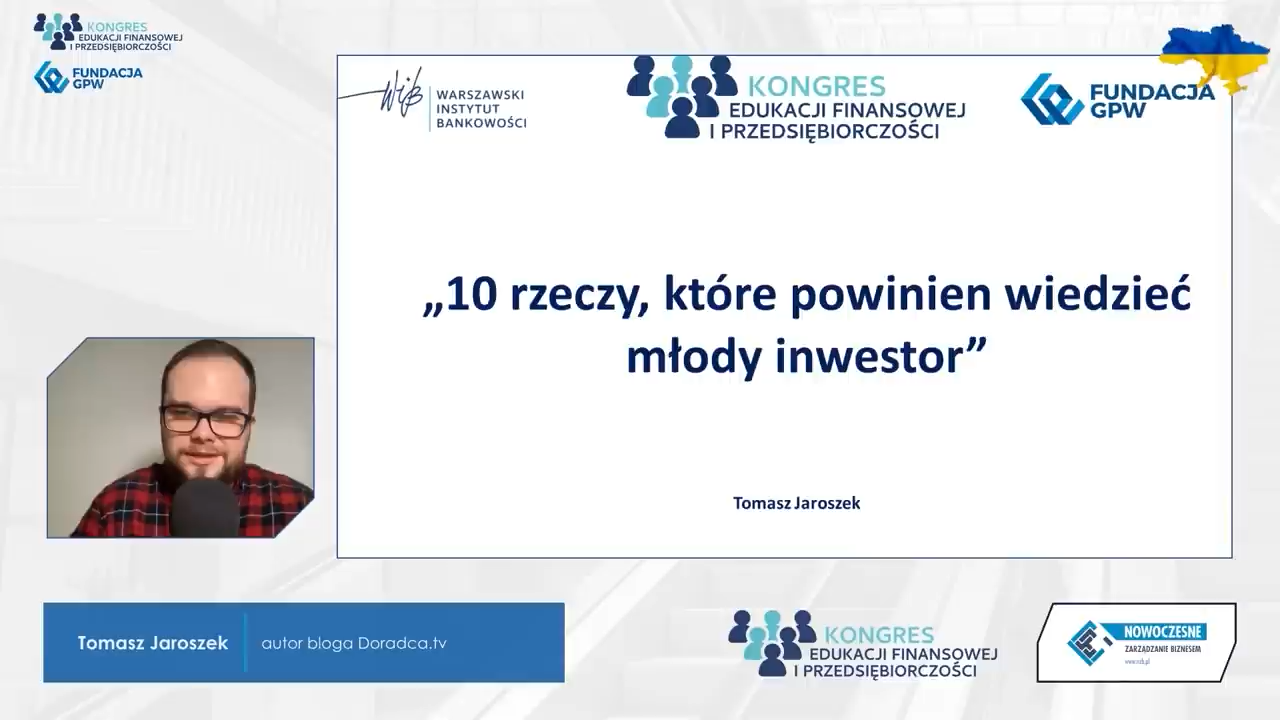 KONGRES
EDUKACJI FINANSOWEJ
I PRZEDSIĘBIORCZOŚCI
FUNDACJA
GPW
WIB
WARSZAWSKI
INSTYTUT
BANKOWOŚCI
KONGRES
EDUKACJI FINANSOWEJ
I PRZEDSIĘBIORCZOŚCI
FUNDACJA
GPW
„10 rzeczy, które powinien wiedzieć
młody inwestor”
Tomasz Jaroszek
Tomasz Jaroszek
autor bloga Doradca.tv
KONGRES
EDUKACJI FINANSOWEJ
I PRZEDSIĘBIORCZOŚCI
NOWOCZESNE
ZARZĄDZANIE BIZNESEM